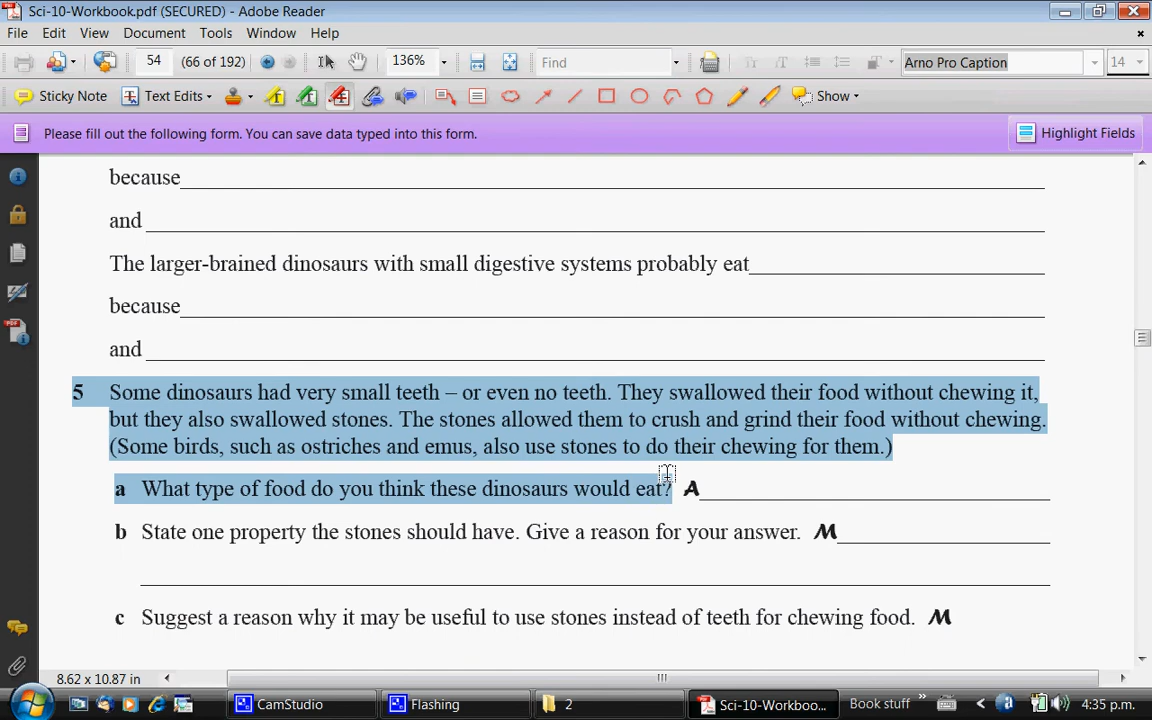 Sci-10-Workbook.pdf (SECURED) - Adobe Reader
File Edit View Document Tools Window Help
54 (66 of 192) 136% Find Arno Pro Caption 14
Sticky Note Text Edits Show
Please fill out the following form. You can save data typed into this form. Highlight Fields
because
and
The larger-brained dinosaurs with small digestive systems probably eat
because
and
5 Some dinosaurs had very small teeth – or even no teeth. They swallowed their food without chewing it,
but they also swallowed stones. The stones allowed them to crush and grind their food without chewing.
(Some birds, such as ostriches and emus, also use stones to do their chewing for them.)
a What type of food do you think these dinosaurs would eat? A
b State one property the stones should have. Give a reason for your answer. M
c Suggest a reason why it may be useful to use stones instead of teeth for chewing food. M
8.62 x 10.87 in
CamStudio Flashing 2 Sci-10-Workboo... Book stuff » 4:35 p.m.